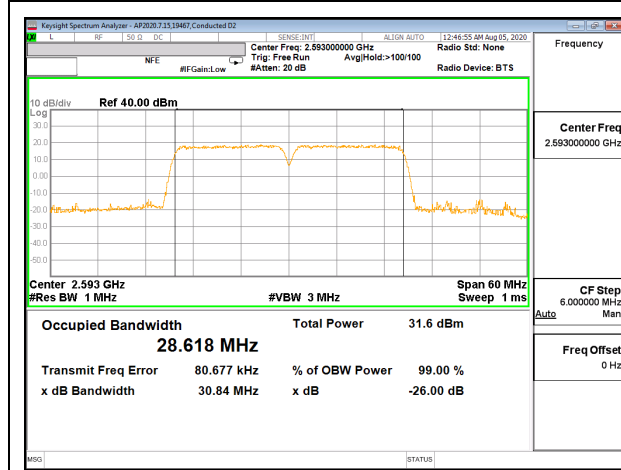 Keysight Spectrum Analyzer - AP2020.7.15,19467,Conducted D2
L RF 50 Ω DC SENSE:INT ALIGN AUTO 12:46:55 AM Aug 05, 2020
Center Freq: 2.593000000 GHz Radio Std: None
NFE Trig: Free Run Avg|Hold:>100/100
#IFGain:Low #Atten: 20 dB Radio Device: BTS
10 dB/div Ref 40.00 dBm
Log
30.0
20.0
10.0
0.00
-10.0
-20.0
-30.0
-40.0
-50.0
Center 2.593 GHz Span 60 MHz
#Res BW 1 MHz #VBW 3 MHz Sweep 1 ms
Occupied Bandwidth Total Power 31.6 dBm
28.618 MHz
Transmit Freq Error 80.677 kHz % of OBW Power 99.00 %
x dB Bandwidth 30.84 MHz x dB -26.00 dB
MSG STATUS
Frequency
Center Freq
2.593000000 GHz
CF Step
6.000000 MHz
Auto Man
Freq Offset
0 Hz